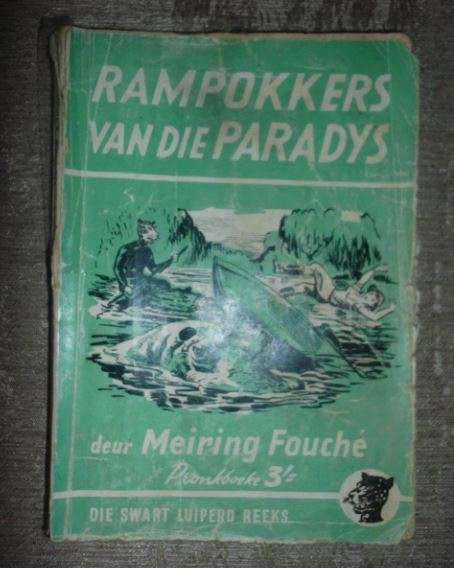 RAMPOKKERS
VAN DIE PARADYS
deur Meiring Fouché
Pronkboeke 3/-
DIE SWART LUIPERD REEKS